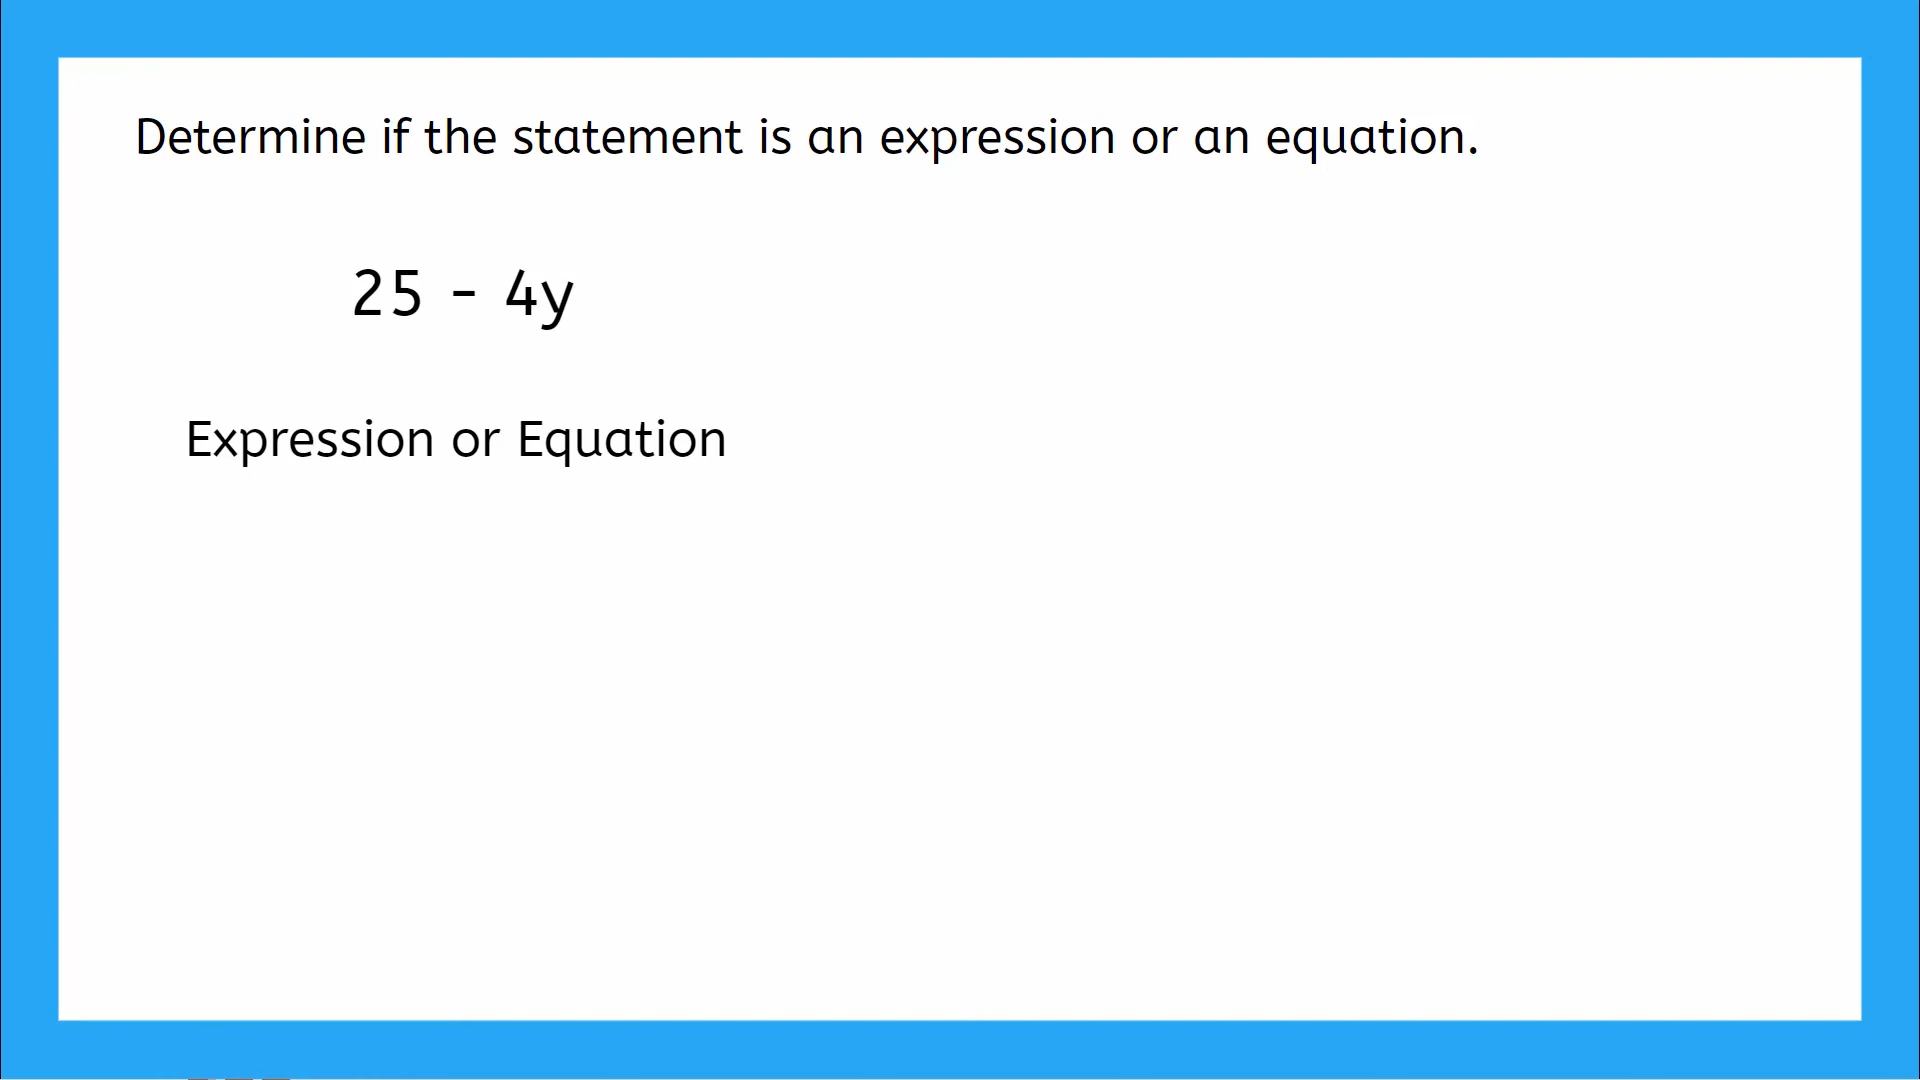 Determine if the statement is an expression or an equation.
25 - 4y
Expression or Equation